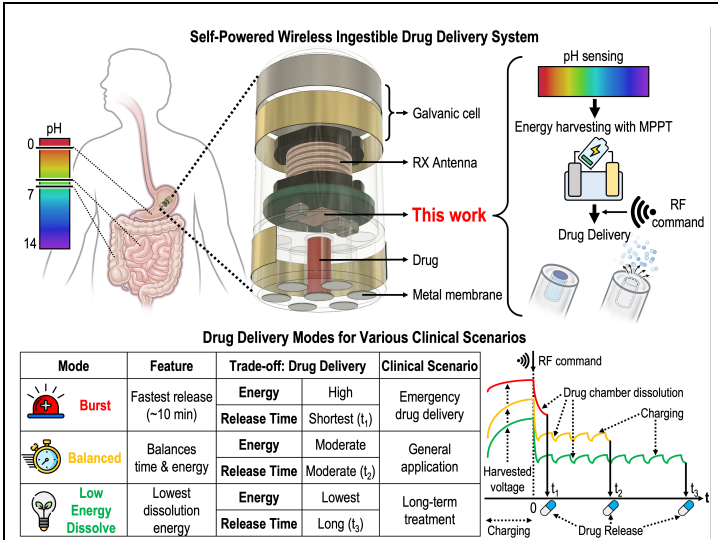 Self-Powered Wireless Ingestible Drug Delivery System
pH
0
7
14
Galvanic cell
RX Antenna
This work
Drug
Metal membrane
pH sensing
Energy harvesting with MPPT
RF
command
Drug Delivery
Drug Delivery Modes for Various Clinical Scenarios
Mode
Feature
Trade-off: Drug Delivery
Clinical Scenario
Burst
Fastest release
(~10 min)
Energy
High
Release Time
Shortest (t₁)
Emergency
drug delivery
Balanced
Balances
time & energy
Energy
Moderate
Release Time
Moderate (t₂)
General
application
Low
Energy
Dissolve
Lowest
dissolution
energy
Energy
Lowest
Release Time
Long (t₃)
Long-term
treatment
RF command
Drug chamber dissolution
Charging
Harvested
voltage
0
t₁
t₂
t₃
t
Charging
Drug Release